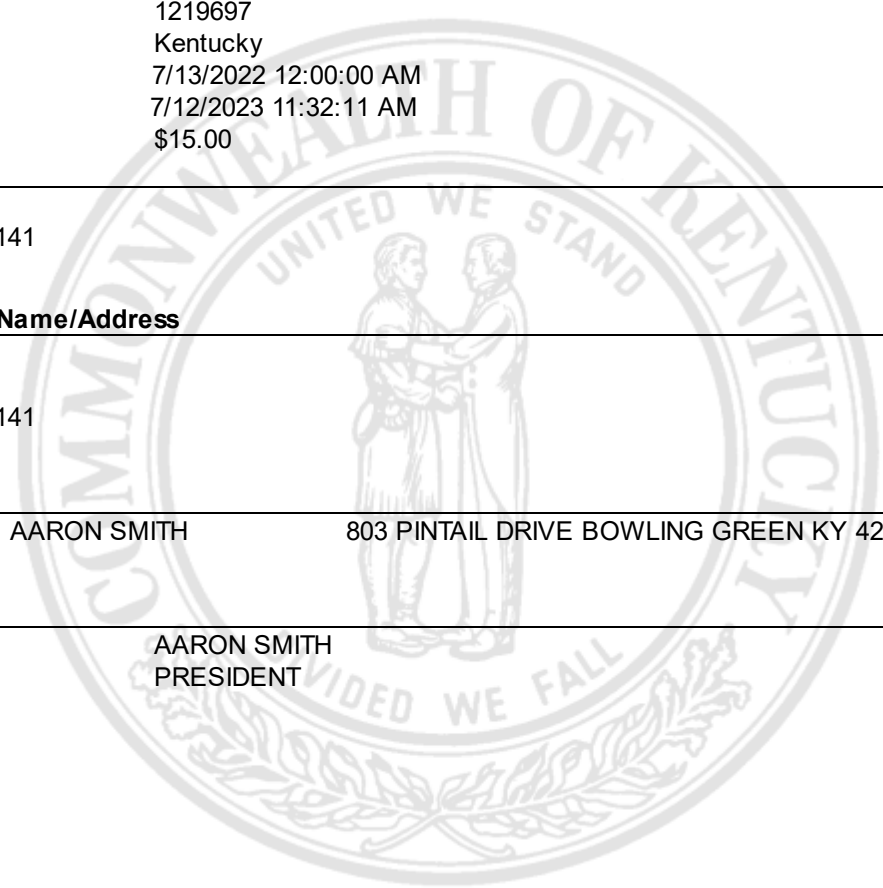 1219697
Kentucky
7/13/2022 12:00:00 AM
7/12/2023 11:32:11 AM
$15.00
141
Name/Address
141
AARON SMITH 803 PINTAIL DRIVE BOWLING GREEN KY 42
AARON SMITH
PRESIDENT
COMMONWEALTH OF KENTUCKY
UNITED WE STAND
DIVIDED WE FALL